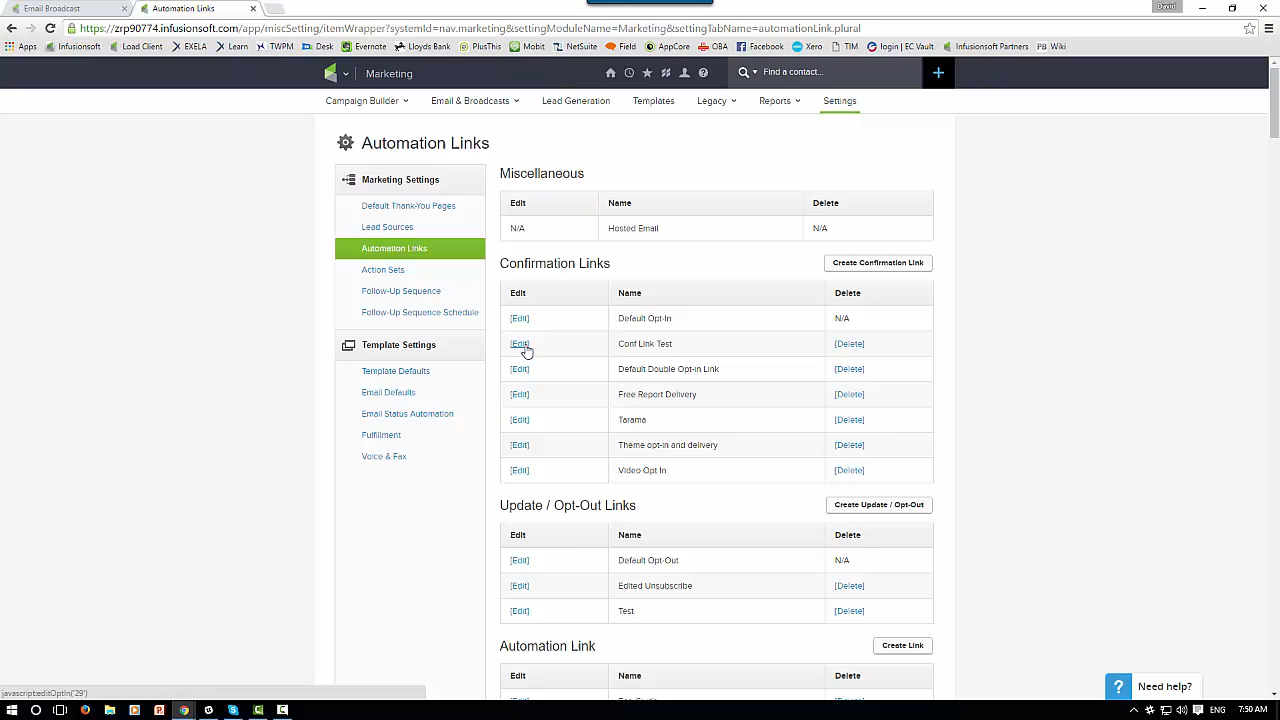 Email Broadcast
Automation Links
David
https://zrp90774.infusionsoft.com/app/miscSetting/itemWrapper?systemId=nav.marketing&settingModuleName=Marketing&settingTabName=automationLink.plural
Apps Infusionsoft Load Client EXELA Learn TWPM Desk Evernote Lloyds Bank PlusThis Mobit NetSuite Field AppCore OBA Facebook Xero TIM login | EC Vault Infusionsoft Partners PB Wiki
Marketing
Find a contact...
Campaign Builder Email & Broadcasts Lead Generation Templates Legacy Reports Settings
Automation Links
Marketing Settings
Default Thank-You Pages
Lead Sources
Automation Links
Action Sets
Follow-Up Sequence
Follow-Up Sequence Schedule
Template Settings
Template Defaults
Email Defaults
Email Status Automation
Fulfillment
Voice & Fax
Miscellaneous
Edit Name Delete
N/A Hosted Email N/A
Confirmation Links Create Confirmation Link
Edit Name Delete
[Edit] Default Opt-In N/A
[Edit] Conf Link Test [Delete]
[Edit] Default Double Opt-in Link [Delete]
[Edit] Free Report Delivery [Delete]
[Edit] Tarama [Delete]
[Edit] Theme opt-in and delivery [Delete]
[Edit] Video Opt In [Delete]
Update / Opt-Out Links Create Update / Opt-Out
Edit Name Delete
[Edit] Default Opt-Out N/A
[Edit] Edited Unsubscribe [Delete]
[Edit] Test [Delete]
Automation Link Create Link
Edit Name Delete
? Need help?
javascript:editOptIn('29')
ENG 7:50 AM